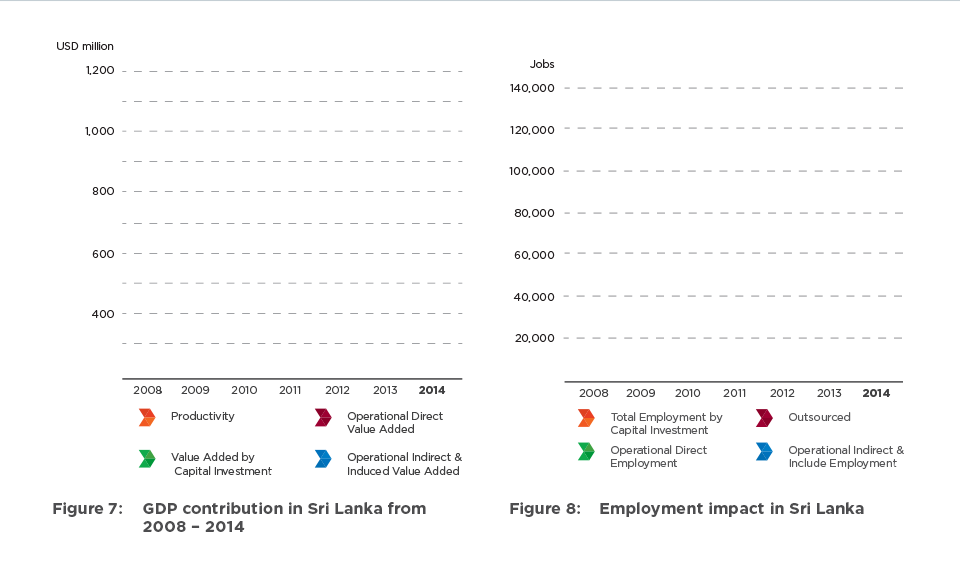 USD million
1,200
1,000
800
600
400
2008 2009 2010 2011 2012 2013 2014
Productivity
Operational Direct
Value Added
Value Added by
Capital Investment
Operational Indirect &
Induced Value Added
Figure 7: GDP contribution in Sri Lanka from
2008 – 2014
Jobs
140,000
120,000
100,000
80,000
60,000
40,000
20,000
2008 2009 2010 2011 2012 2013 2014
Total Employment by
Capital Investment
Outsourced
Operational Direct
Employment
Operational Indirect &
Include Employment
Figure 8: Employment impact in Sri Lanka